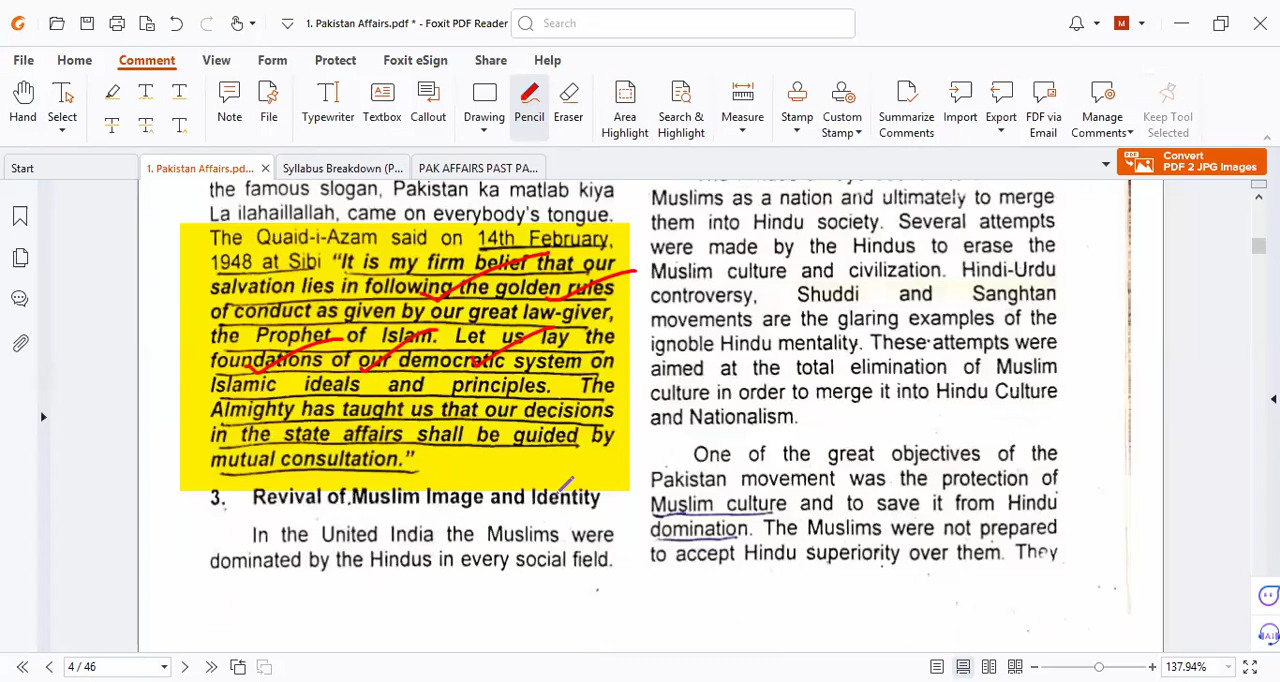 1. Pakistan Affairs.pdf * - Foxit PDF Reader
Search
M
File Home Comment View Form Protect Foxit eSign Share Help
Hand Select Note File Typewriter Textbox Callout Drawing Pencil Eraser Area Highlight Search & Highlight Measure Stamp Custom Stamp Summarize Comments Import Export FDF via Email Manage Comments Keep Tool Selected
Start 1. Pakistan Affairs.pd... Syllabus Breakdown (P... PAK AFFAIRS PAST PA... Convert PDF 2 JPG Images
the famous slogan, Pakistan ka matlab kiya
La ilahaillallah, came on everybody's tongue.
The Quaid-i-Azam said on 14th February,
1948 at Sibi "It is my firm belief that our
salvation lies in following the golden rules
of conduct as given by our great law-giver,
the Prophet of Islam. Let us lay the
foundations of our democratic system on
Islamic ideals and principles. The
Almighty has taught us that our decisions
in the state affairs shall be guided by
mutual consultation."
3. Revival of Muslim Image and Identity
In the United India the Muslims were
dominated by the Hindus in every social field.
Muslims as a nation and ultimately to merge
them into Hindu society. Several attempts
were made by the Hindus to erase the
Muslim culture and civilization. Hindi-Urdu
controversy, Shuddi and Sanghtan
movements are the glaring examples of the
ignoble Hindu mentality. These attempts were
aimed at the total elimination of Muslim
culture in order to merge it into Hindu Culture
and Nationalism.
One of the great objectives of the
Pakistan movement was the protection of
Muslim culture and to save it from Hindu
domination. The Muslims were not prepared
to accept Hindu superiority over them. They
4 / 46
137.94%